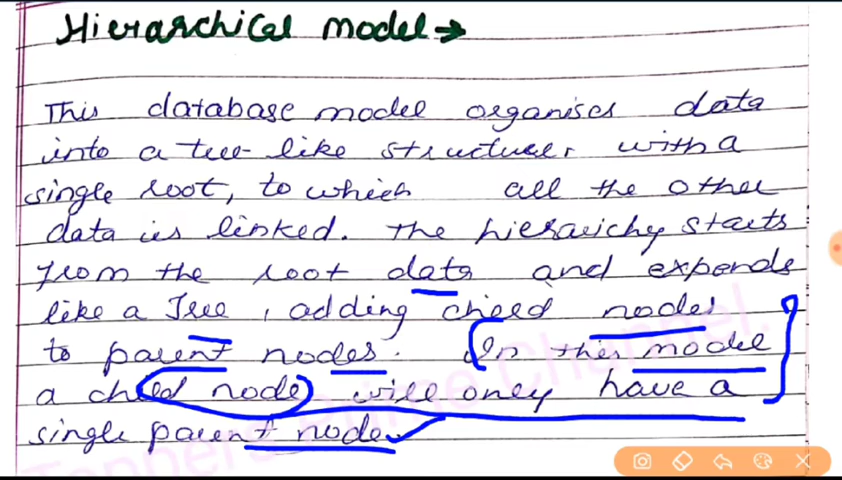 Hierarchical model→
This database model organises data
into a tree-like structure, with a
single root, to which all the other
data is linked. The hierarichy starts
from the root data and expends
like a Tree, adding child nodes
to parent nodes. In this model
a child node will only have a
single parent node